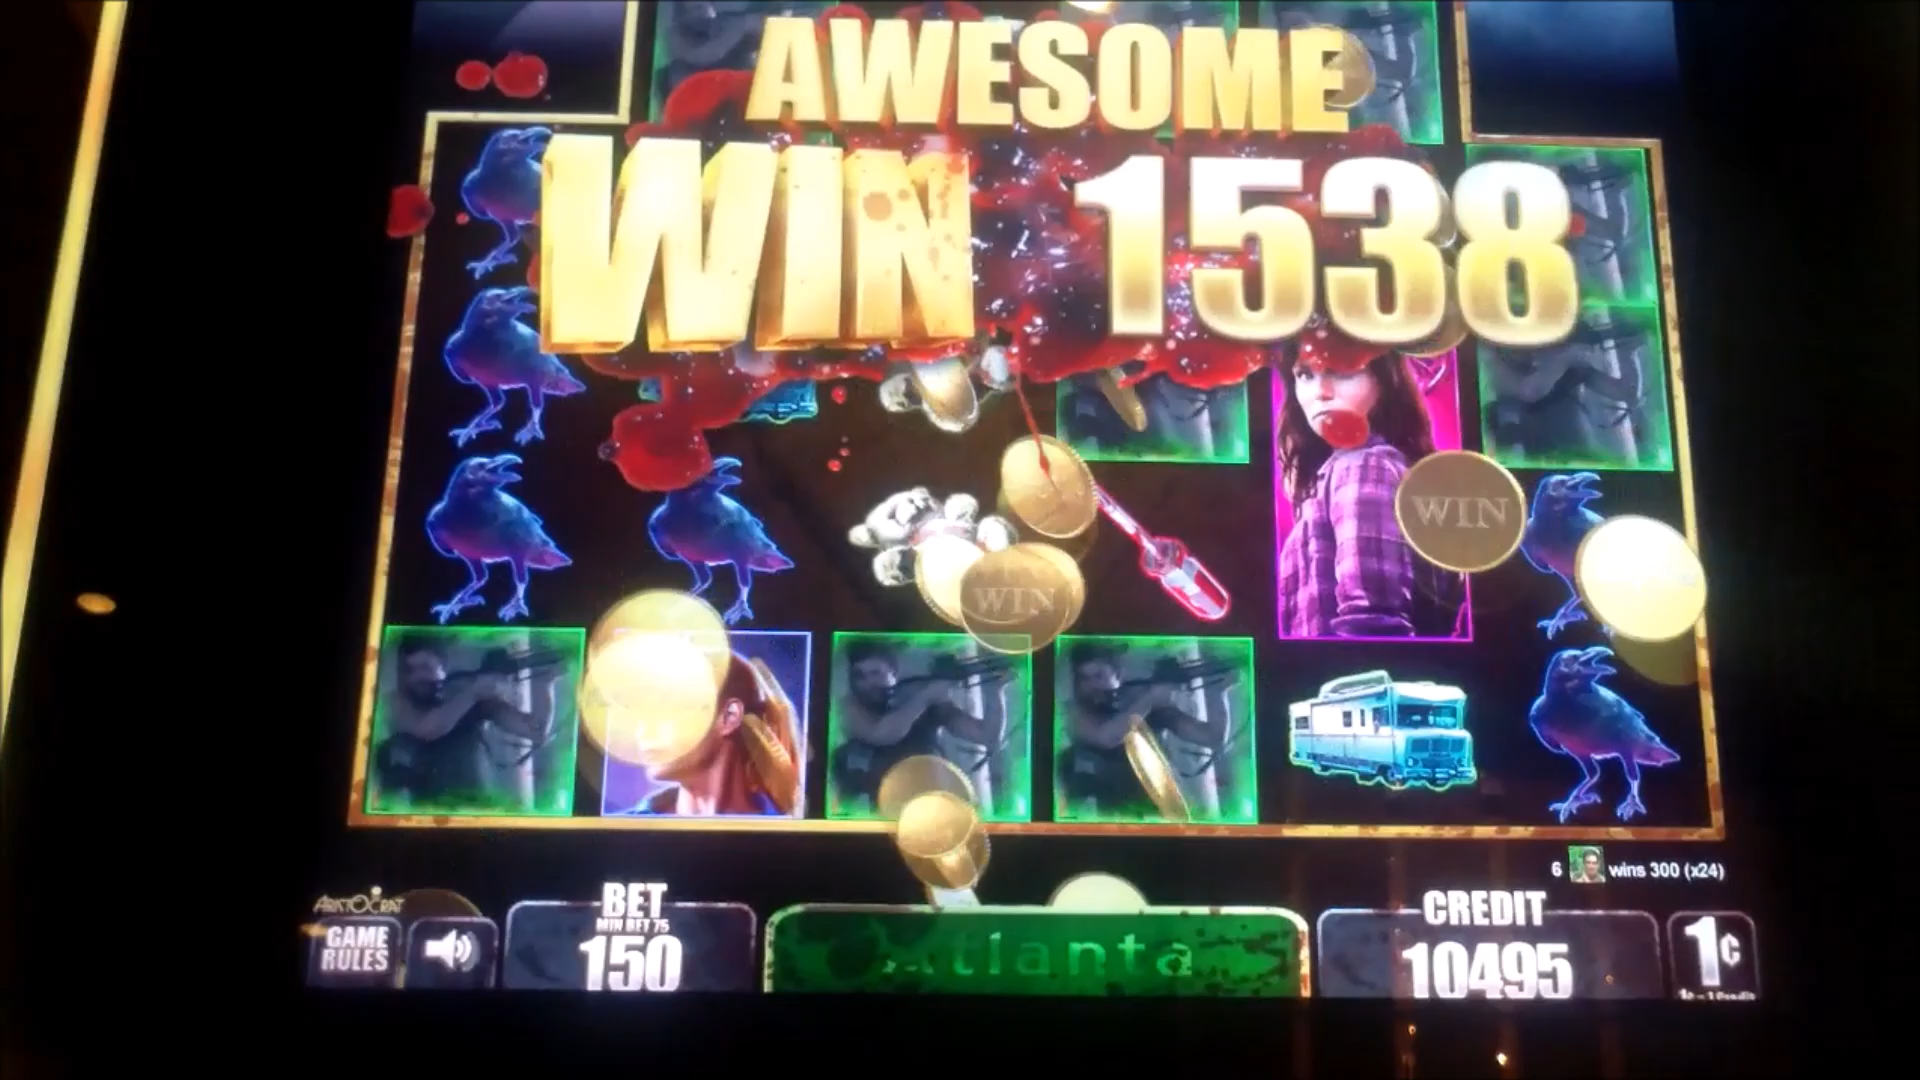 AWESOME
WIN 1538
WIN
WIN
6 wins 300 (x24)
ARISTOCRAT
GAME
RULES
BET
MIN BET 75
150
Atlanta
CREDIT
10495
1¢